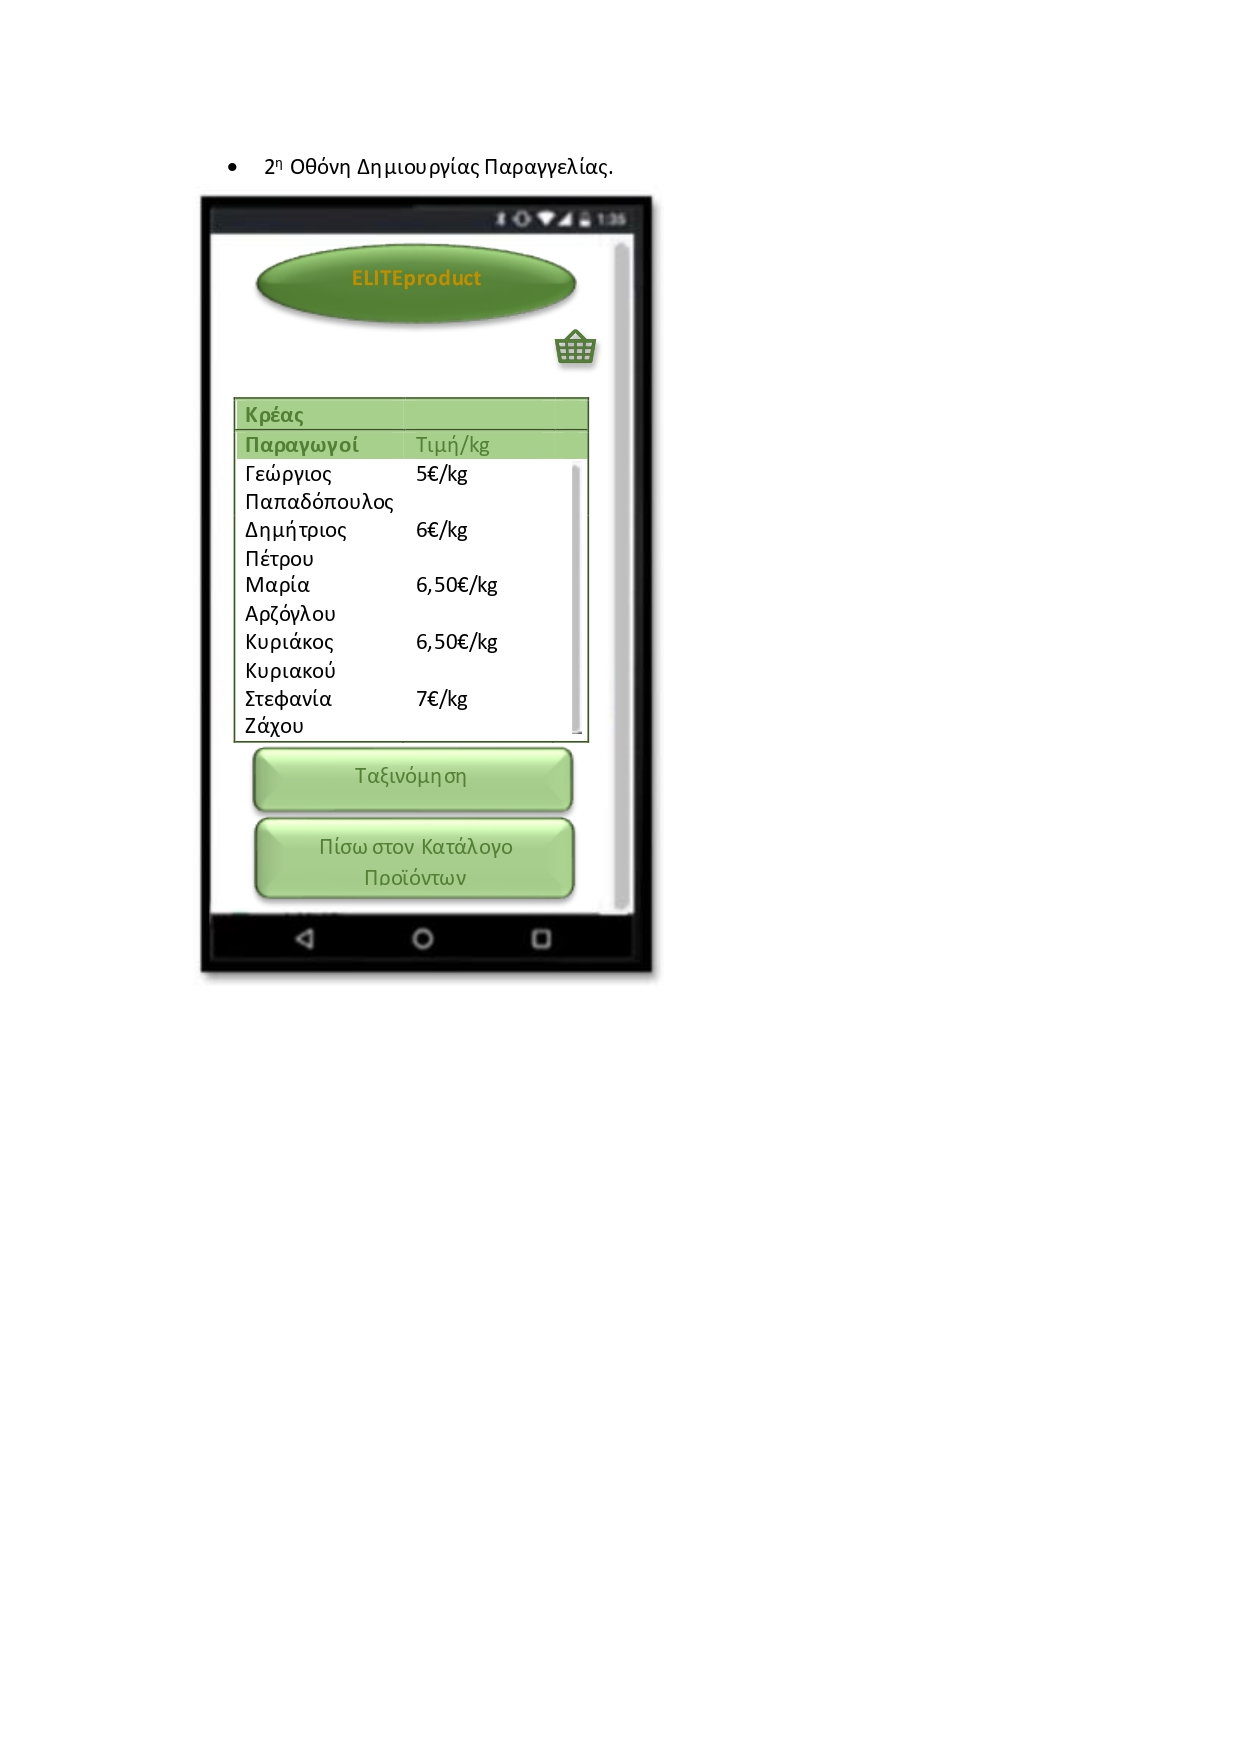 • 2η Οθόνη Δημιουργίας Παραγγελίας.
1:35
ELITEproduct
Κρέας
Παραγωγοί Τιμή/kg
Γεώργιος 5€/kg
Παπαδόπουλος
Δημήτριος 6€/kg
Πέτρου
Μαρία 6,50€/kg
Αρζόγλου
Κυριάκος 6,50€/kg
Κυριακού
Στεφανία 7€/kg
Ζάχου
Ταξινόμηση
Πίσω στον Κατάλογο
Προϊόντων